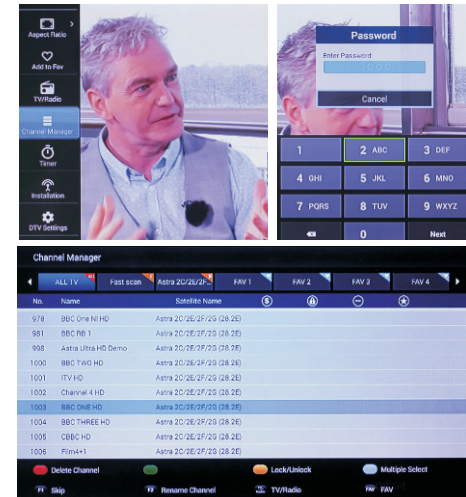 Aspect Ratio
Add to Fav
TV/Radio
Channel Manager
Timer
Installation
DTV Settings
Password
Enter Password
Cancel
1 2 ABC 3 DEF
4 GHI 5 JKL 6 MNO
7 PQRS 8 TUV 9 WXYZ
0 Next
Channel Manager
ALL TV Fast scan Astra 2C/2E/2F.. FAV 1 FAV 2 FAV 3 FAV 4
No. Name Satellite Name
978 BBC One NI HD Astra 2C/2E/2F/2G (28.2E)
981 BBC RB 1 Astra 2C/2E/2F/2G (28.2E)
998 Astra Ultra HD Demo Astra 2C/2E/2F/2G (28.2E)
1000 BBC TWO HD Astra 2C/2E/2F/2G (28.2E)
1001 ITV HD Astra 2C/2E/2F/2G (28.2E)
1002 Channel 4 HD Astra 2C/2E/2F/2G (28.2E)
1003 BBC ONE HD Astra 2C/2E/2F/2G (28.2E)
1004 BBC THREE HD Astra 2C/2E/2F/2G (28.2E)
1005 CBBC HD Astra 2C/2E/2F/2G (28.2E)
1006 Film4+1 Astra 2C/2E/2F/2G (28.2E)
Delete Channel Lock/Unlock Multiple Select
F1 Skip F2 Rename Channel TV/Radio FAV FAV